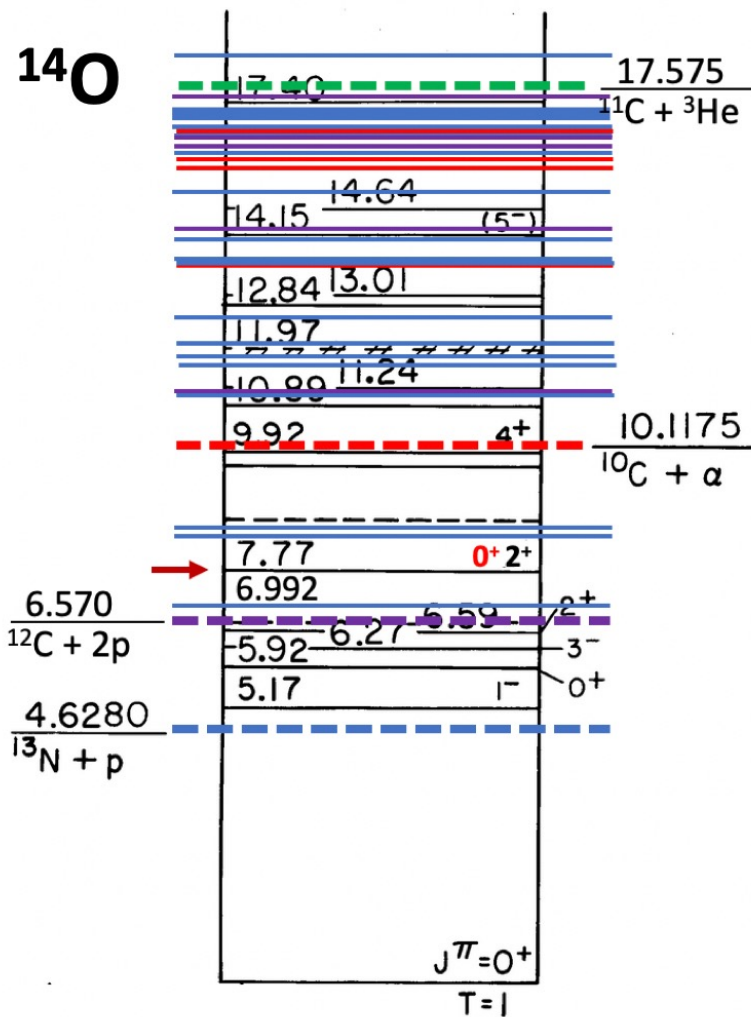 ¹⁴O
17.40
17.575
¹¹C + ³He
14.64
14.15 (5⁻)
13.01
12.84
11.97
11.24
10.89
9.92 4⁺
10.1175
¹⁰C + α
7.77 0⁺ 2⁺
6.992
6.570
¹²C + 2p
6.59 2⁺
6.27 3⁻
5.92 0⁺
5.17 1⁻
4.6280
¹³N + p
Jᵖⁱ=0⁺
T=1